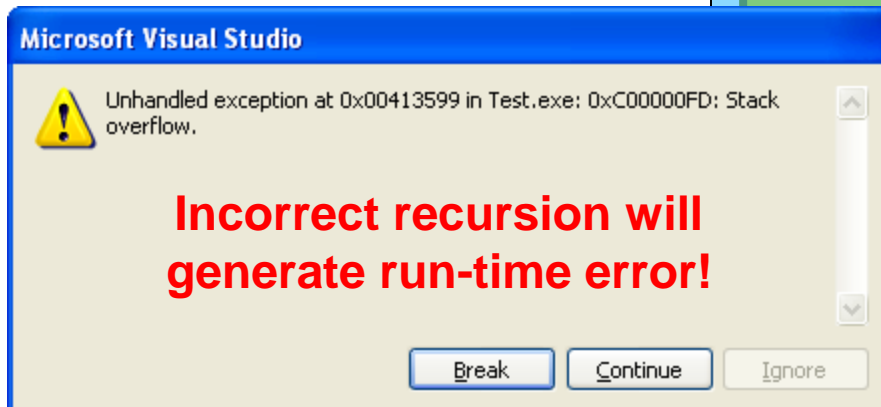 Microsoft Visual Studio
Unhandled exception at 0x00413599 in Test.exe: 0xC00000FD: Stack
overflow.
Incorrect recursion will
generate run-time error!
Break
Continue
Ignore